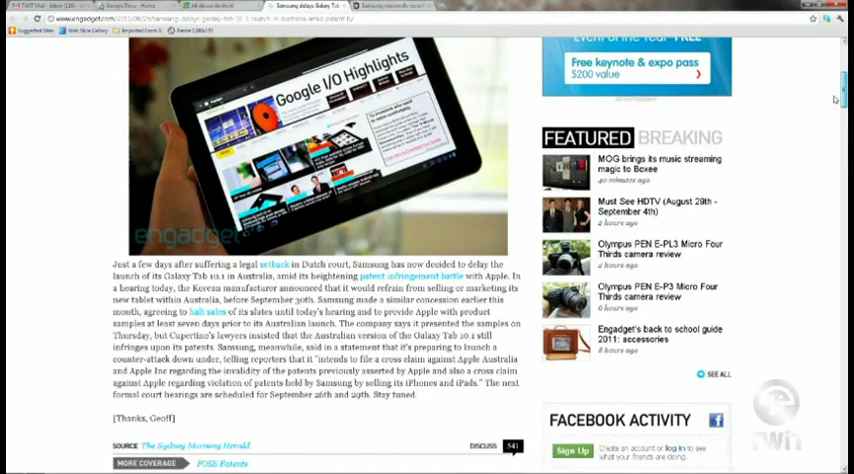 Samsung delays Galaxy Tab
www.engadget.com/2011/08/29/samsung-delays-galaxy-tab-10-1-launch-in-australia-amid-patent-f/
Suggested Sites
Web Slice Gallery
Google I/O Highlights
engadget
Just a few days after suffering a legal setback in Dutch court, Samsung has now decided to delay the
launch of its Galaxy Tab 10.1 in Australia, amid its heightening patent infringement battle with Apple. In
a hearing today, the Korean manufacturer announced that it would refrain from selling or marketing its
new tablet within Australia, before September 30th. Samsung made a similar concession earlier this
month, agreeing to halt sales of its slates until today's hearing and to provide Apple with product
samples at least seven days prior to its Australian launch. The company says it presented the samples on
Thursday, but Cupertino's lawyers insisted that the Australian version of the Galaxy Tab 10.1 still
infringes upon its patents. Samsung, meanwhile, said in a statement that it's preparing to launch a
counter-attack down under, telling reporters that it "intends to file a cross claim against Apple Australia
and Apple Inc regarding the invalidity of the patents previously asserted by Apple and also a cross claim
against Apple regarding violation of patents held by Samsung by selling its iPhones and iPads." The next
formal court hearings are scheduled for September 26th and 29th. Stay tuned.
[Thanks, Geoff]
SOURCE The Sydney Morning Herald
DISCUSS 541
MORE COVERAGE FOSS Patents
Event of the Year FREE
Free keynote & expo pass
$200 value
ADVERTISEMENT
FEATURED BREAKING
MOG brings its music streaming
magic to Boxee
40 minutes ago
Must See HDTV (August 29th -
September 4th)
2 hours ago
Olympus PEN E-PL3 Micro Four
Thirds camera review
2 hours ago
Olympus PEN E-P3 Micro Four
Thirds camera review
6 hours ago
Engadget's back to school guide
2011: accessories
8 hours ago
SEE ALL
FACEBOOK ACTIVITY
Sign Up
Create an account or log in to see
what your friends are doing.
twit